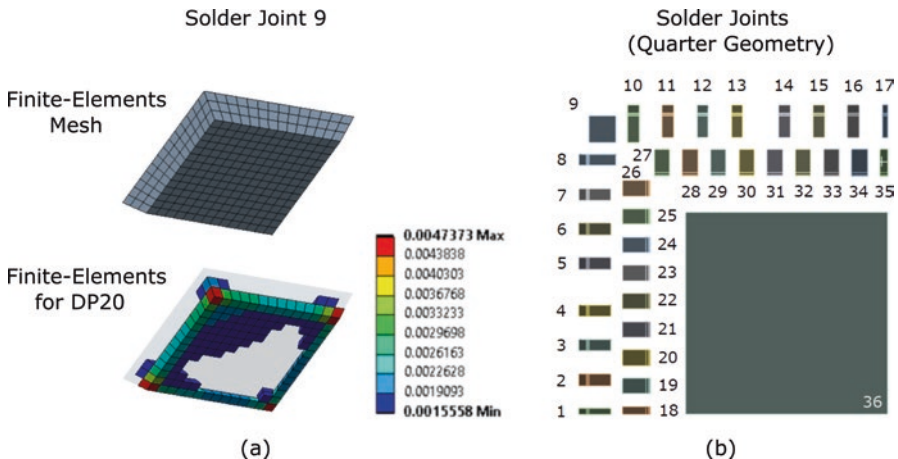 Solder Joint 9
Finite-Elements
Mesh
Finite-Elements
for DP20
0.0047373 Max
0.0043838
0.0040303
0.0036768
0.0033233
0.0029698
0.0026163
0.0022628
0.0019093
0.0015558 Min
(a)
Solder Joints
(Quarter Geometry)
10 11 12 13 14 15 16 17
9
8 27
26
28 29 30 31 32 33 34 35
7
6 25
24
5 23
4 22
21
3 20
2 19
1 18
36
(b)